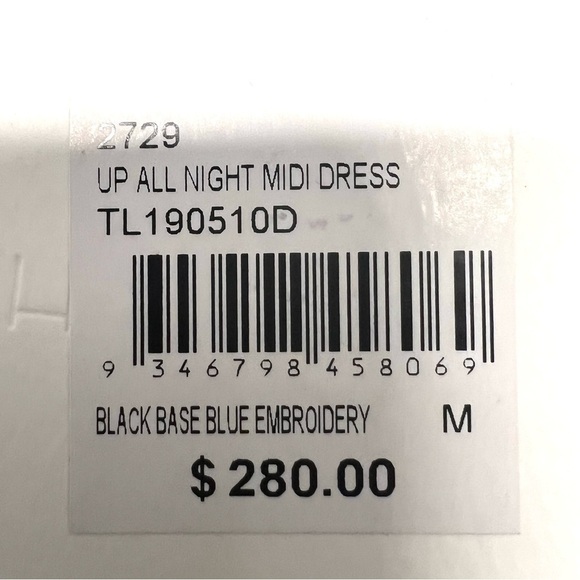 2729
UP ALL NIGHT MIDI DRESS
TL190510D
9 346798 458069
BLACK BASE BLUE EMBROIDERY M
$ 280.00